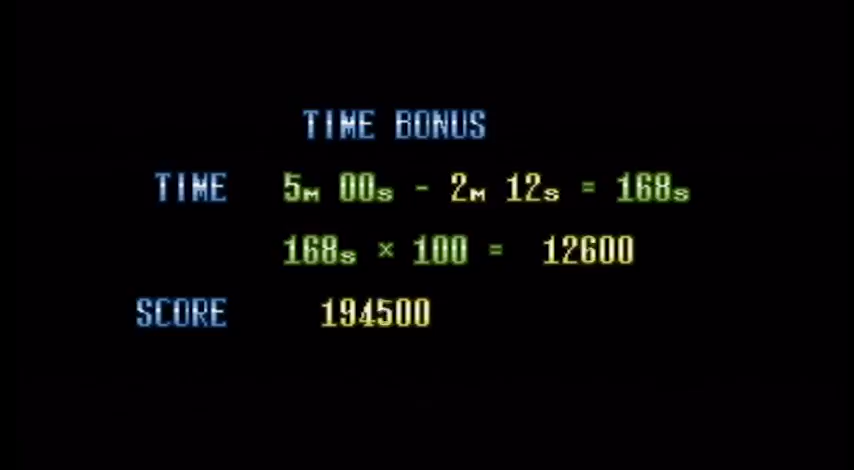 TIME BONUS
TIME 5M 00S - 2M 12S = 168S
168S × 100 = 12600
SCORE 194500